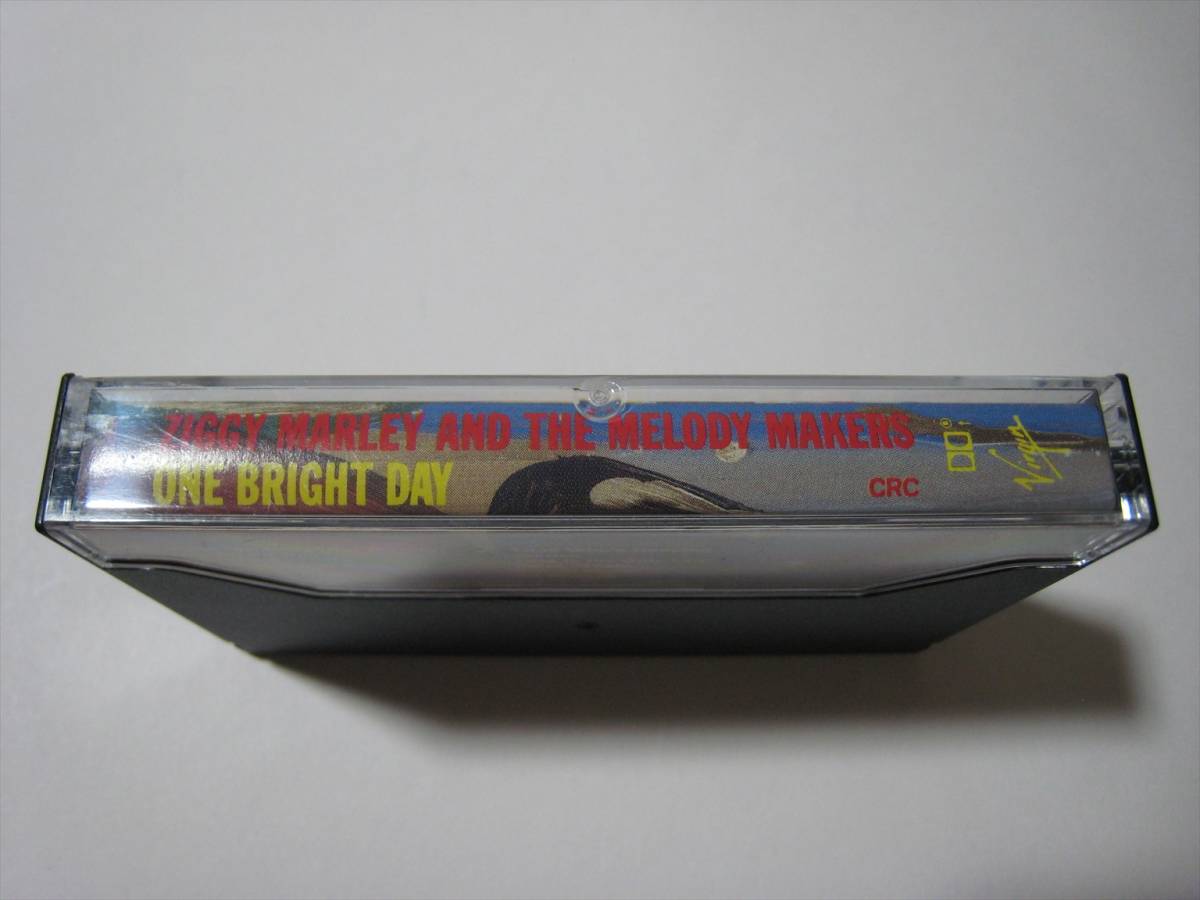 ZIGGY MARLEY AND THE MELODY MAKERS
ONE BRIGHT DAY
CRC
Virgin